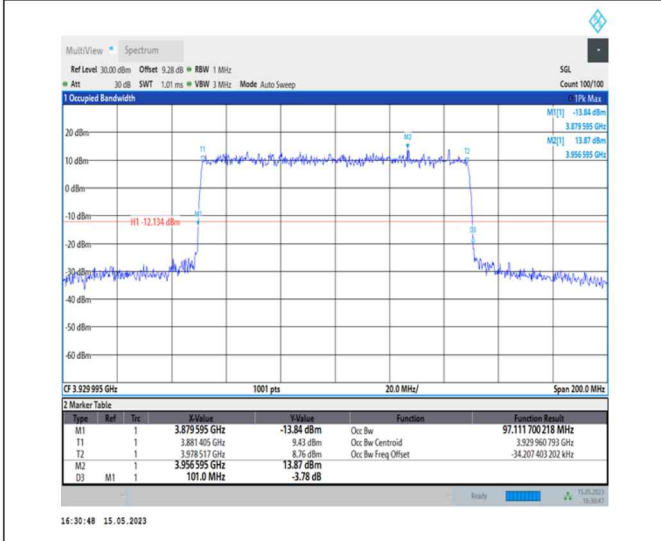 MultiView Spectrum
Ref Level 30.00 dBm Offset 9.28 dB RBW 1 MHz SGL
Att 30 dB SWT 1.01 ms VBW 3 MHz Mode Auto Sweep Count 100/100
1 Occupied Bandwidth 1Pk Max
M1[1] -13.84 dBm
3.879 595 GHz
M2[1] 13.87 dBm
3.956 595 GHz
20 dBm
M2
T1
T2
10 dBm
0 dBm
-10 dBm
M1
H1 -12.134 dBm
D3
-20 dBm
-30 dBm
-40 dBm
-50 dBm
-60 dBm
CF 3.929 995 GHz 1001 pts 20.0 MHz/ Span 200.0 MHz
2 Marker Table
Type Ref Trc X-Value Y-Value Function Function Result
M1 1 3.879 595 GHz -13.84 dBm Occ Bw 97.111 700 218 MHz
T1 1 3.881 405 GHz 9.43 dBm Occ Bw Centroid 3.929 960 793 GHz
T2 1 3.978 517 GHz 8.76 dBm Occ Bw Freq Offset -34.207 403 202 kHz
M2 1 3.956 595 GHz 13.87 dBm
D3 M1 1 101.0 MHz -3.78 dB
Ready 15.05.2023
16:30:47
16:30:48 15.05.2023